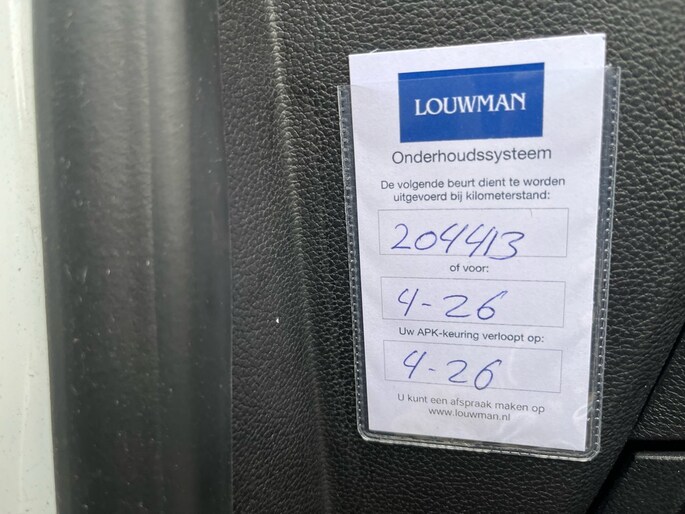 LOUWMAN
Onderhoudssysteem
De volgende beurt dient te worden
uitgevoerd bij kilometerstand:
204413
of voor:
4-26
Uw APK-keuring verloopt op:
4-26
U kunt een afspraak maken op
www.louwman.nl